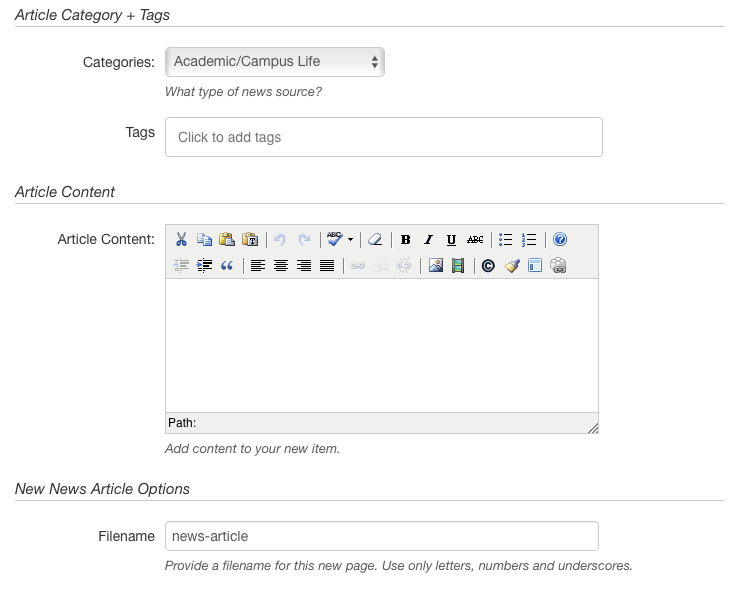 Article Category + Tags
Categories: Academic/Campus Life
What type of news source?
Tags Click to add tags
Article Content
Article Content:
ABC B I U ABC
T
Path:
Add content to your new item.
New News Article Options
Filename news-article
Provide a filename for this new page. Use only letters, numbers and underscores.